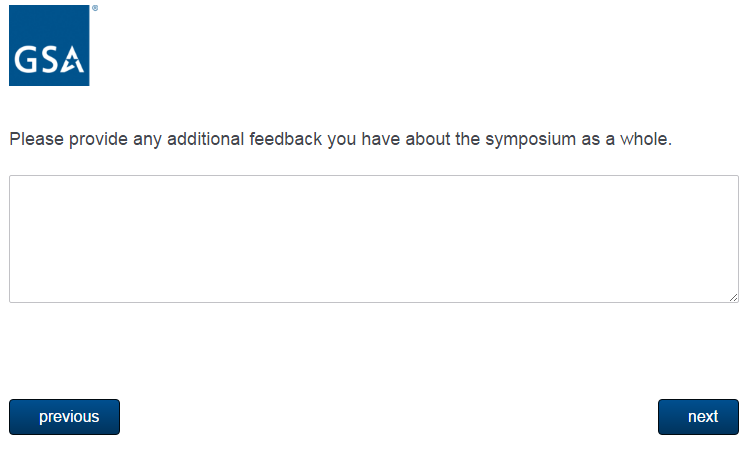 GSA®
Please provide any additional feedback you have about the symposium as a whole.
previous
next